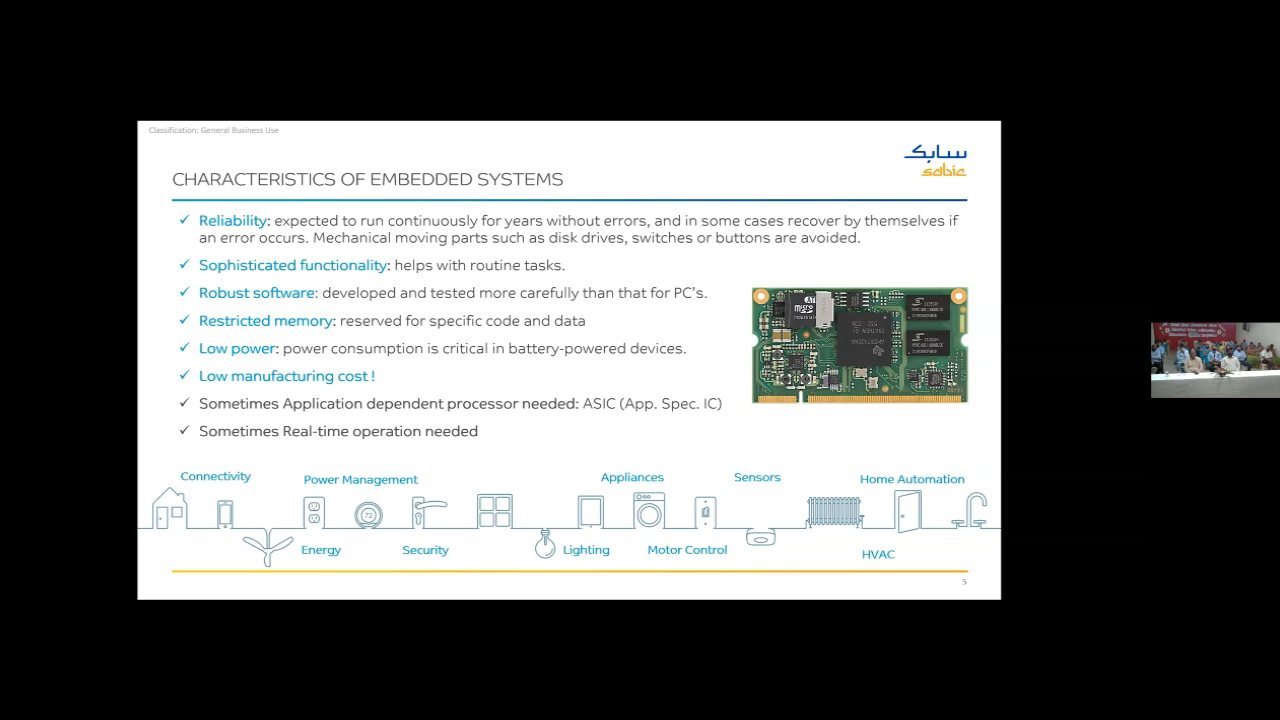 Classification: General Business Use
سابك
sabic
CHARACTERISTICS OF EMBEDDED SYSTEMS
✓ Reliability: expected to run continuously for years without errors, and in some cases recover by themselves if
an error occurs. Mechanical moving parts such as disk drives, switches or buttons are avoided.
✓ Sophisticated functionality: helps with routine tasks.
✓ Robust software: developed and tested more carefully than that for PC's.
✓ Restricted memory: reserved for specific code and data
✓ Low power: power consumption is critical in battery-powered devices.
✓ Low manufacturing cost !
✓ Sometimes Application dependent processor needed: ASIC (App. Spec. IC)
✓ Sometimes Real-time operation needed
micro
Connectivity
Power Management
Appliances
Sensors
Home Automation
72
Energy
Security
Lighting
Motor Control
HVAC
5